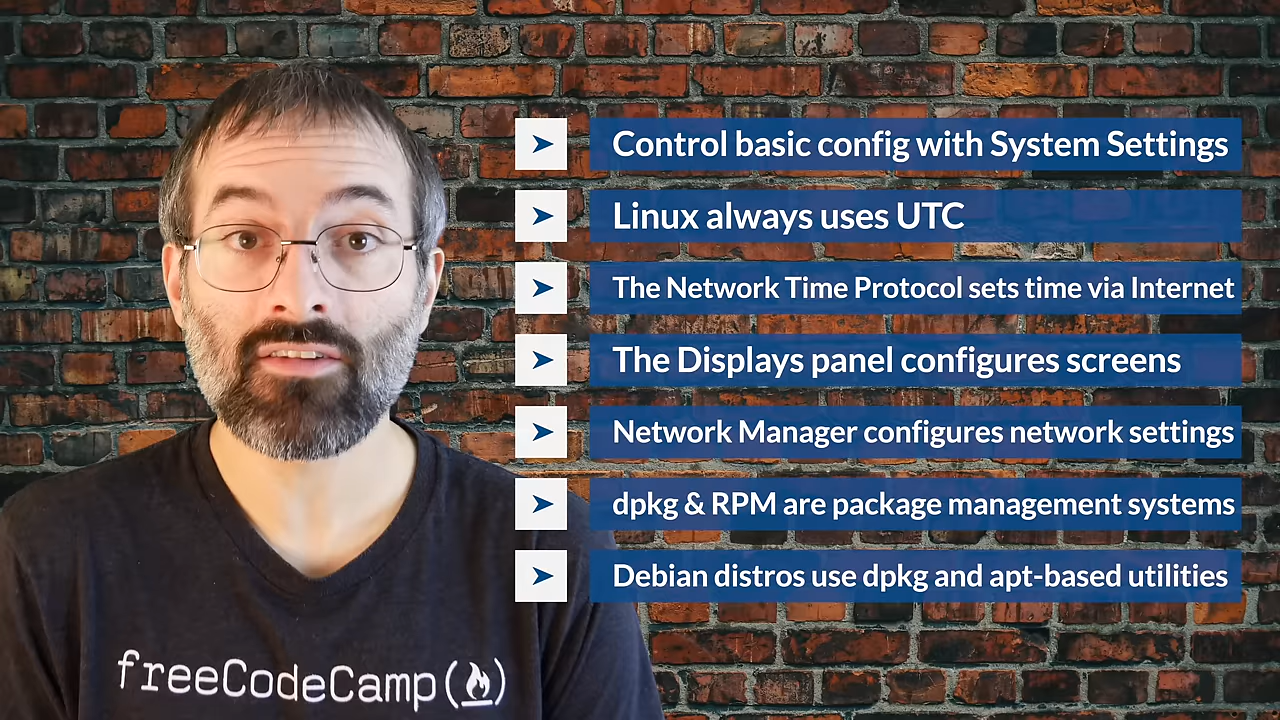 Control basic config with System Settings
Linux always uses UTC
The Network Time Protocol sets time via Internet
The Displays panel configures screens
Network Manager configures network settings
dpkg & RPM are package management systems
Debian distros use dpkg and apt-based utilities
freeCodeCamp(🔥)